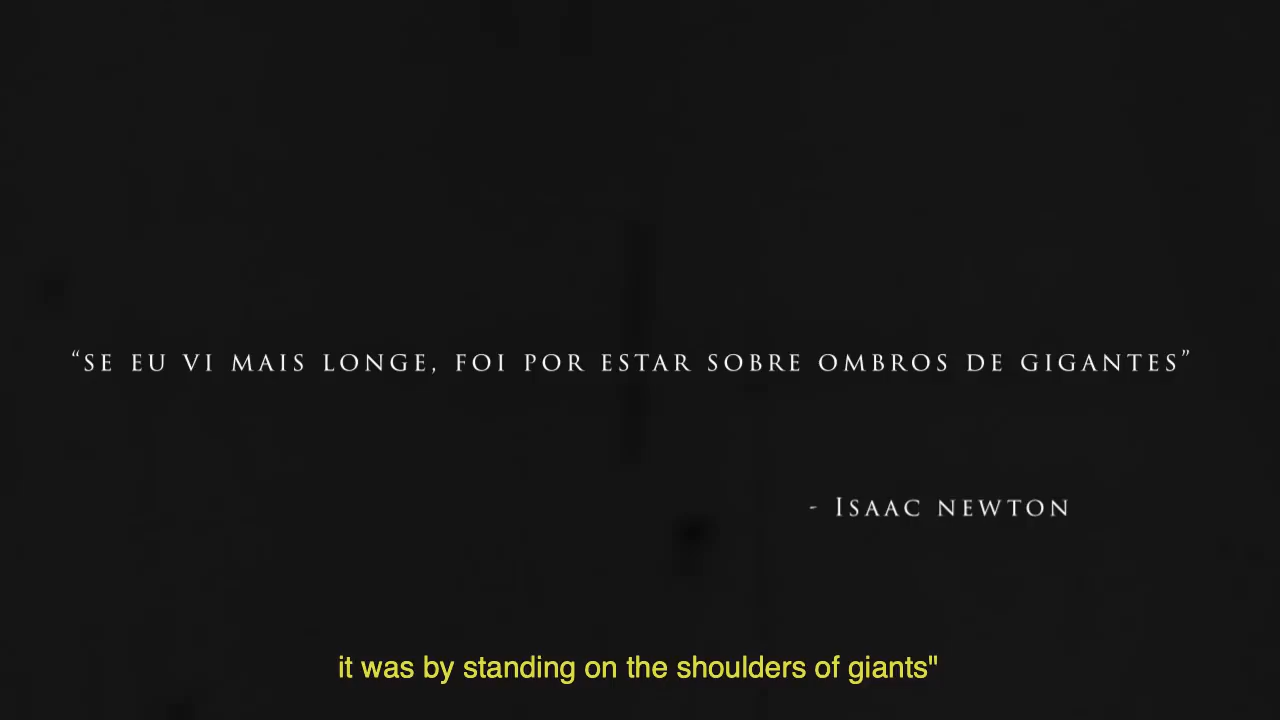 “SE EU VI MAIS LONGE, FOI POR ESTAR SOBRE OMBROS DE GIGANTES”
- ISAAC NEWTON
it was by standing on the shoulders of giants"